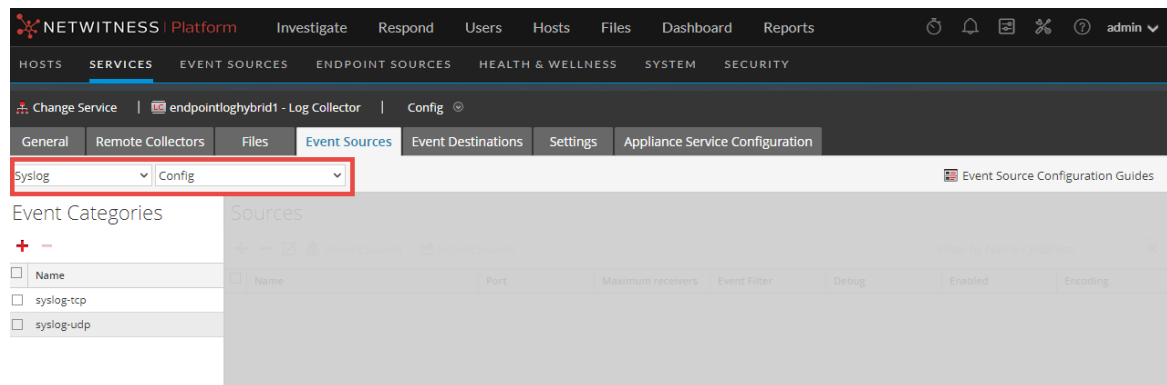 NETWITNESS | Platform Investigate Respond Users Hosts Files Dashboard Reports admin
HOSTS SERVICES EVENT SOURCES ENDPOINT SOURCES HEALTH & WELLNESS SYSTEM SECURITY
Change Service | LC endpointloghybrid1 - Log Collector | Config
General Remote Collectors Files Event Sources Event Destinations Settings Appliance Service Configuration
Syslog Config Event Source Configuration Guides
Event Categories Sources
Name Name Port Maximum receivers Event Filter Debug Enabled Encoding
syslog-tcp
syslog-udp